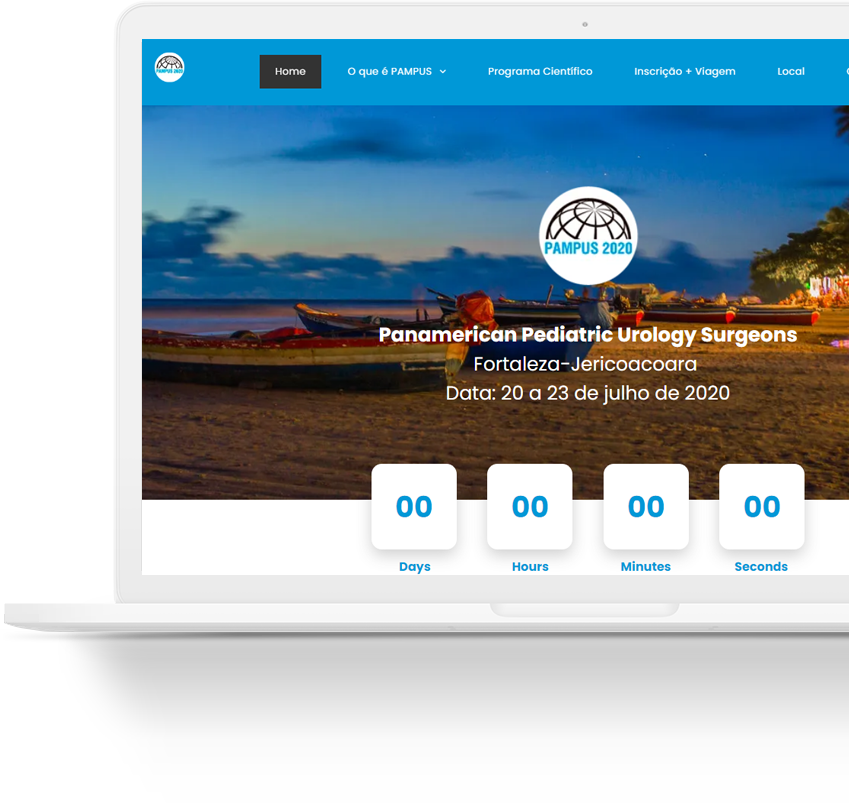 PAMPUS 2020
Home
O que é PAMPUS
Programa Científico
Inscrição + Viagem
Local
PAMPUS 2020
Panamerican Pediatric Urology Surgeons
Fortaleza-Jericoacoara
Data: 20 a 23 de julho de 2020
00 00 00 00
Days Hours Minutes Seconds